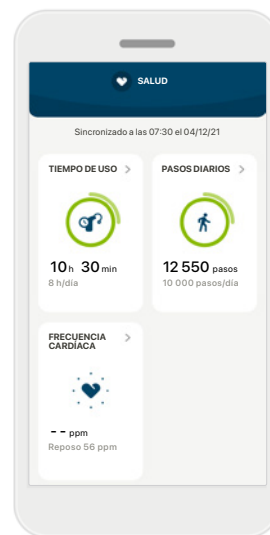 SALUD
Sincronizado a las 07:30 el 04/12/21
TIEMPO DE USO >
10 h 30 min
8 h/día
PASOS DIARIOS >
12 550 pasos
10 000 pasos/día
FRECUENCIA >
CARDÍACA
-- ppm
Reposo 56 ppm